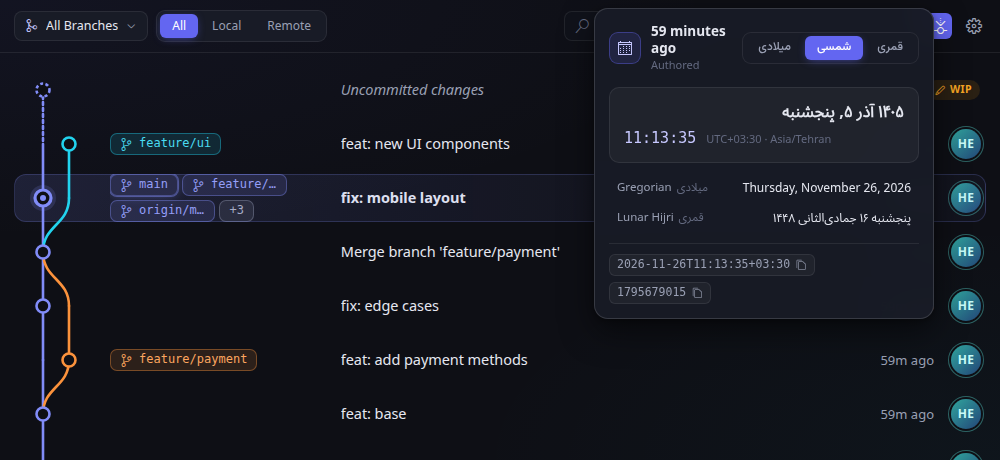 All Branches
All
Local
Remote
59 minutes ago
Authored
میلادی
شمسی
قمری
۱۴۰۵ آذر ۵, پنجشنبه
11:13:35
UTC+03:30 · Asia/Tehran
Gregorian میلادی
Thursday, November 26, 2026
Lunar Hijri قمری
پنجشنبه ۱۶ جمادی‌الثانی ۱۴۴۸
2026-11-26T11:13:35+03:30
1795679015
Uncommitted changes
WIP
feature/ui
feat: new UI components
HE
main
feature/…
origin/m…
+3
fix: mobile layout
HE
Merge branch 'feature/payment'
HE
fix: edge cases
HE
feature/payment
feat: add payment methods
59m ago
HE
feat: base
59m ago
HE